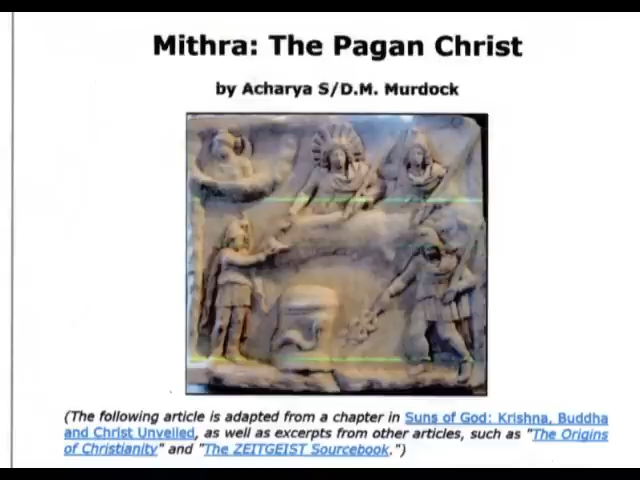 Mithra: The Pagan Christ
by Acharya S/D.M. Murdock
(The following article is adapted from a chapter in Suns of God: Krishna, Buddha
and Christ Unveiled, as well as excerpts from other articles, such as "The Origins
of Christianity" and "The ZEITGEIST Sourcebook.")